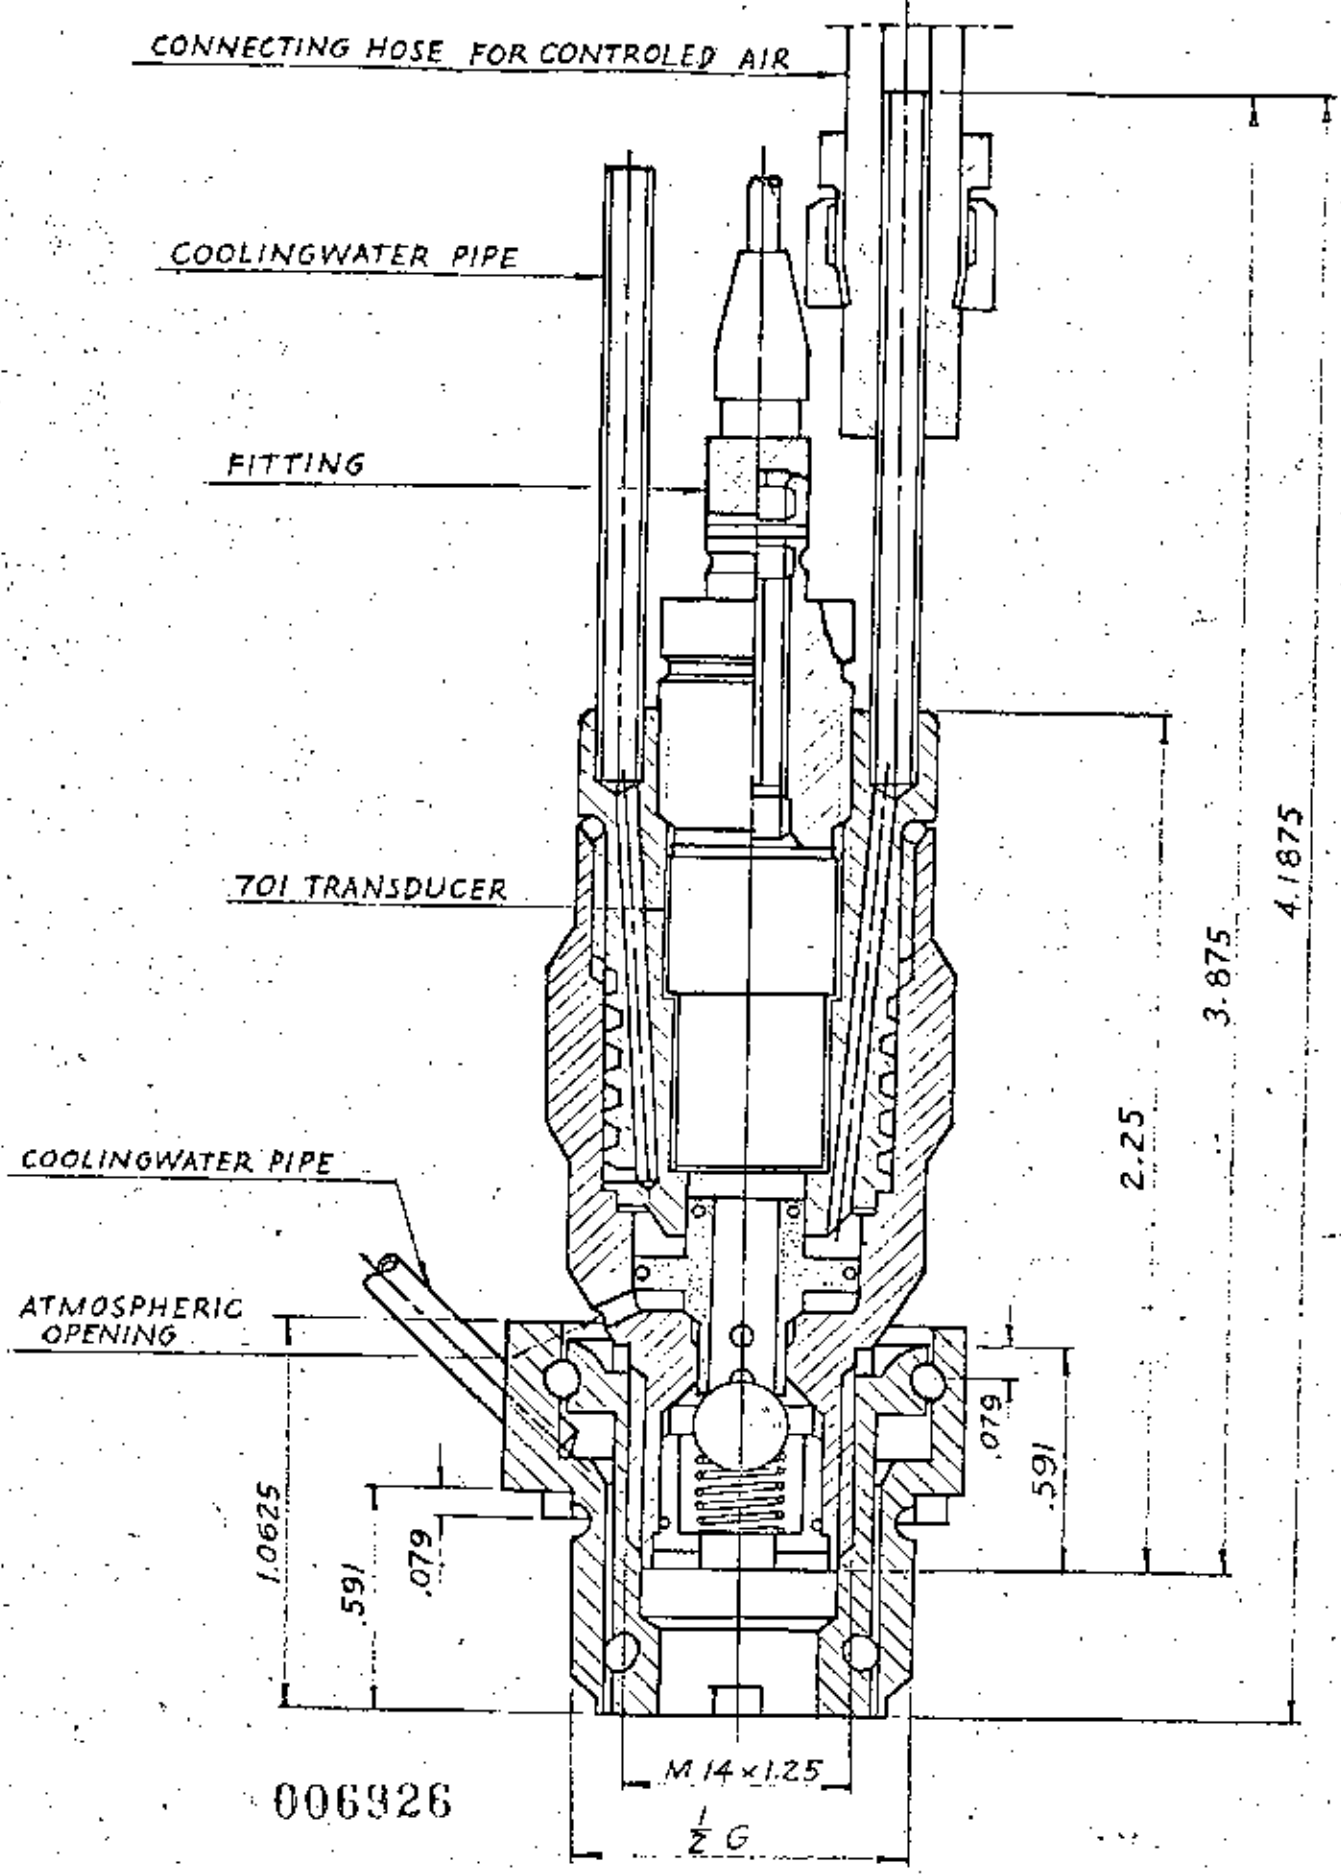 CONNECTING HOSE FOR CONTROLED AIR
COOLINGWATER PIPE
FITTING
701 TRANSDUCER
COOLINGWATER PIPE
ATMOSPHERIC
OPENING
4.1875
3.875
2.25
.079
.591
1.0625
.591
.079
M 14 x 1.25
1/2 G
006926